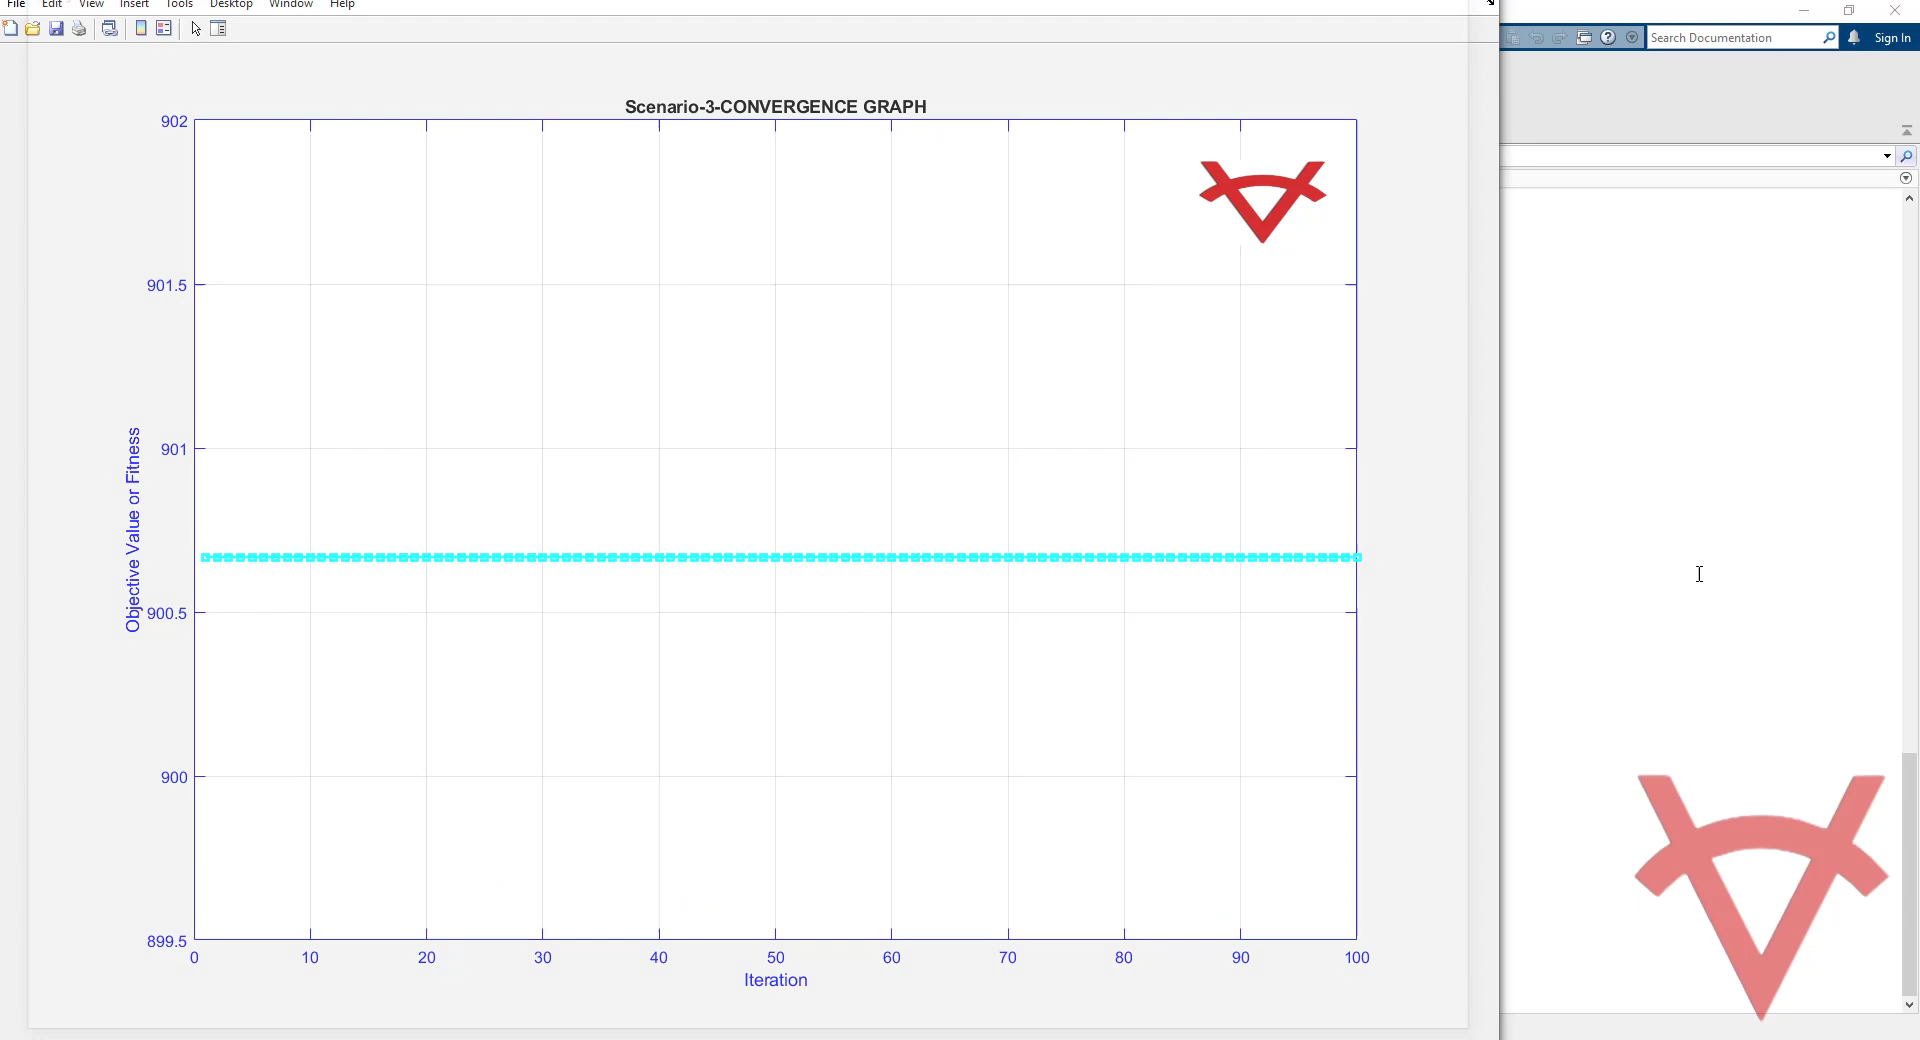 File Edit View Insert Tools Desktop Window Help
Search Documentation
Sign In
Scenario-3-CONVERGENCE GRAPH
902
901.5
901
900.5
900
899.5
Objective Value or Fitness
0 10 20 30 40 50 60 70 80 90 100
Iteration